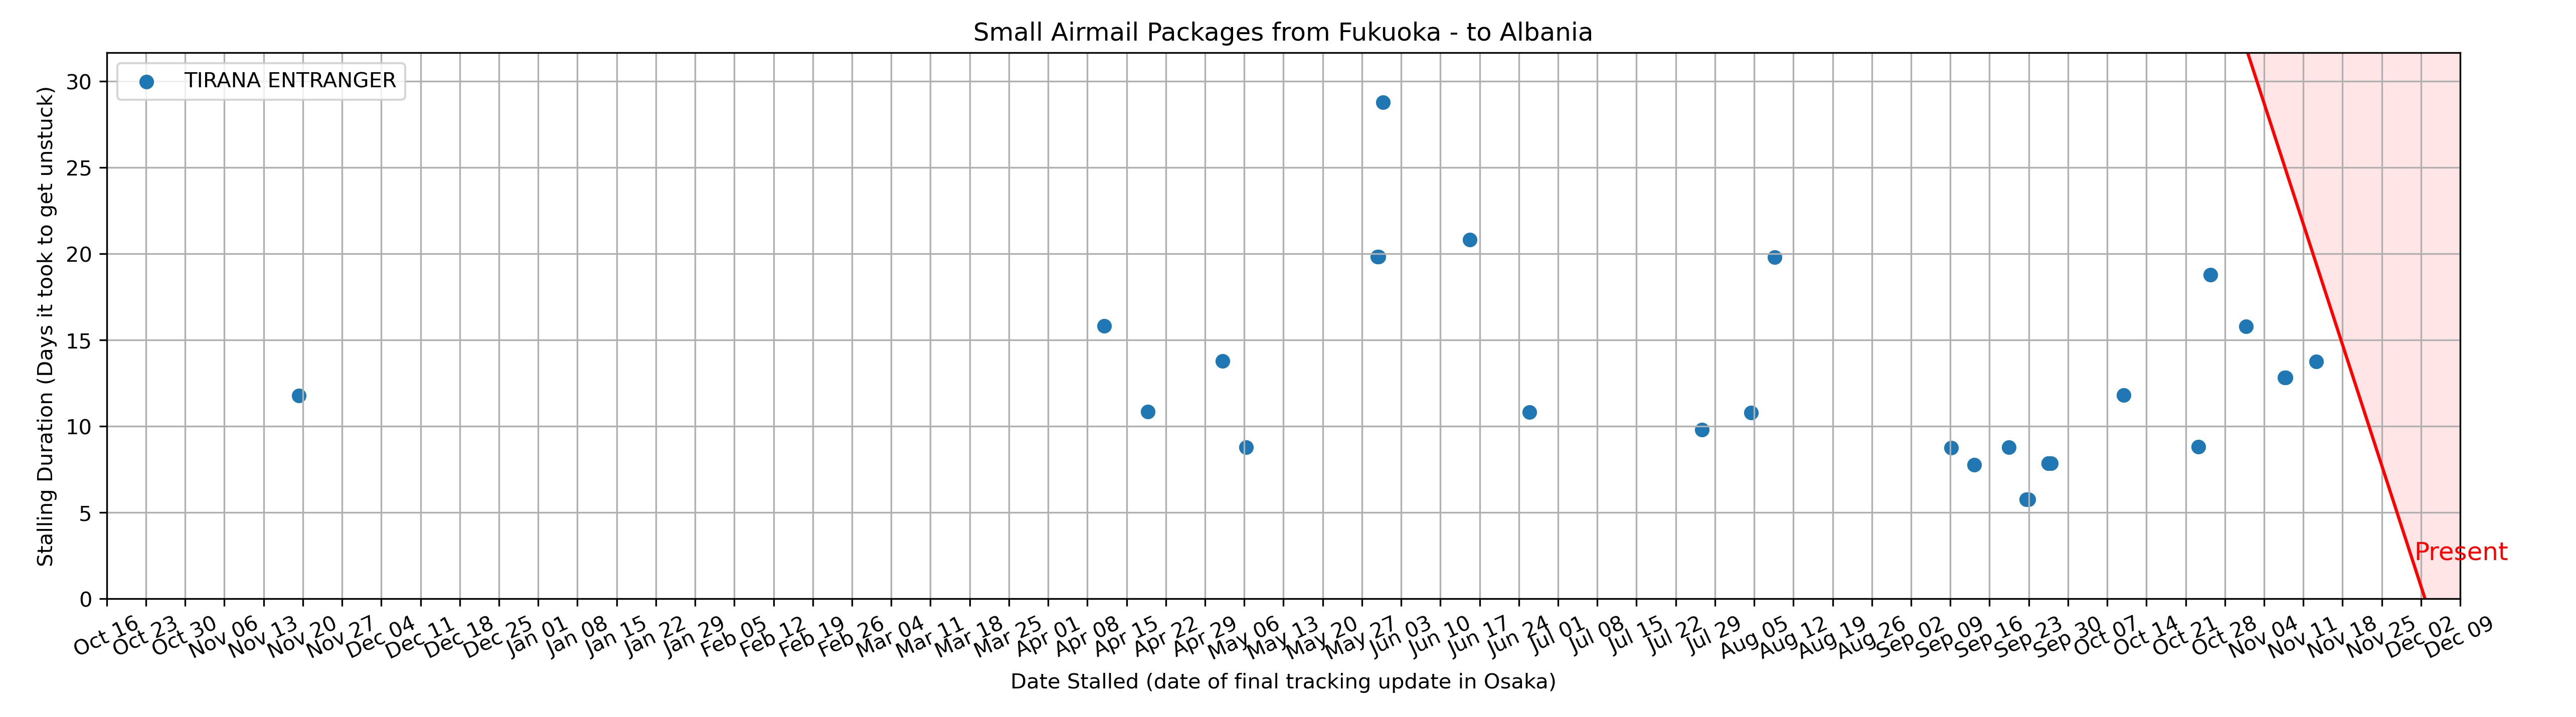 Small Airmail Packages from Fukuoka - to Albania
TIRANA ENTRANGER
Stalling Duration (Days it took to get unstuck)
30
25
20
15
10
5
0
Present
Oct 16
Oct 23
Oct 30
Nov 06
Nov 13
Nov 20
Nov 27
Dec 04
Dec 11
Dec 18
Dec 25
Jan 01
Jan 08
Jan 15
Jan 22
Jan 29
Feb 05
Feb 12
Feb 19
Feb 26
Mar 04
Mar 11
Mar 18
Mar 25
Apr 01
Apr 08
Apr 15
Apr 22
Apr 29
May 06
May 13
May 20
May 27
Jun 03
Jun 10
Jun 17
Jun 24
Jul 01
Jul 08
Jul 15
Jul 22
Jul 29
Aug 05
Aug 12
Aug 19
Aug 26
Sep 02
Sep 09
Sep 16
Sep 23
Sep 30
Oct 07
Oct 14
Oct 21
Oct 28
Nov 04
Nov 11
Nov 18
Nov 25
Dec 02
Dec 09
Date Stalled (date of final tracking update in Osaka)